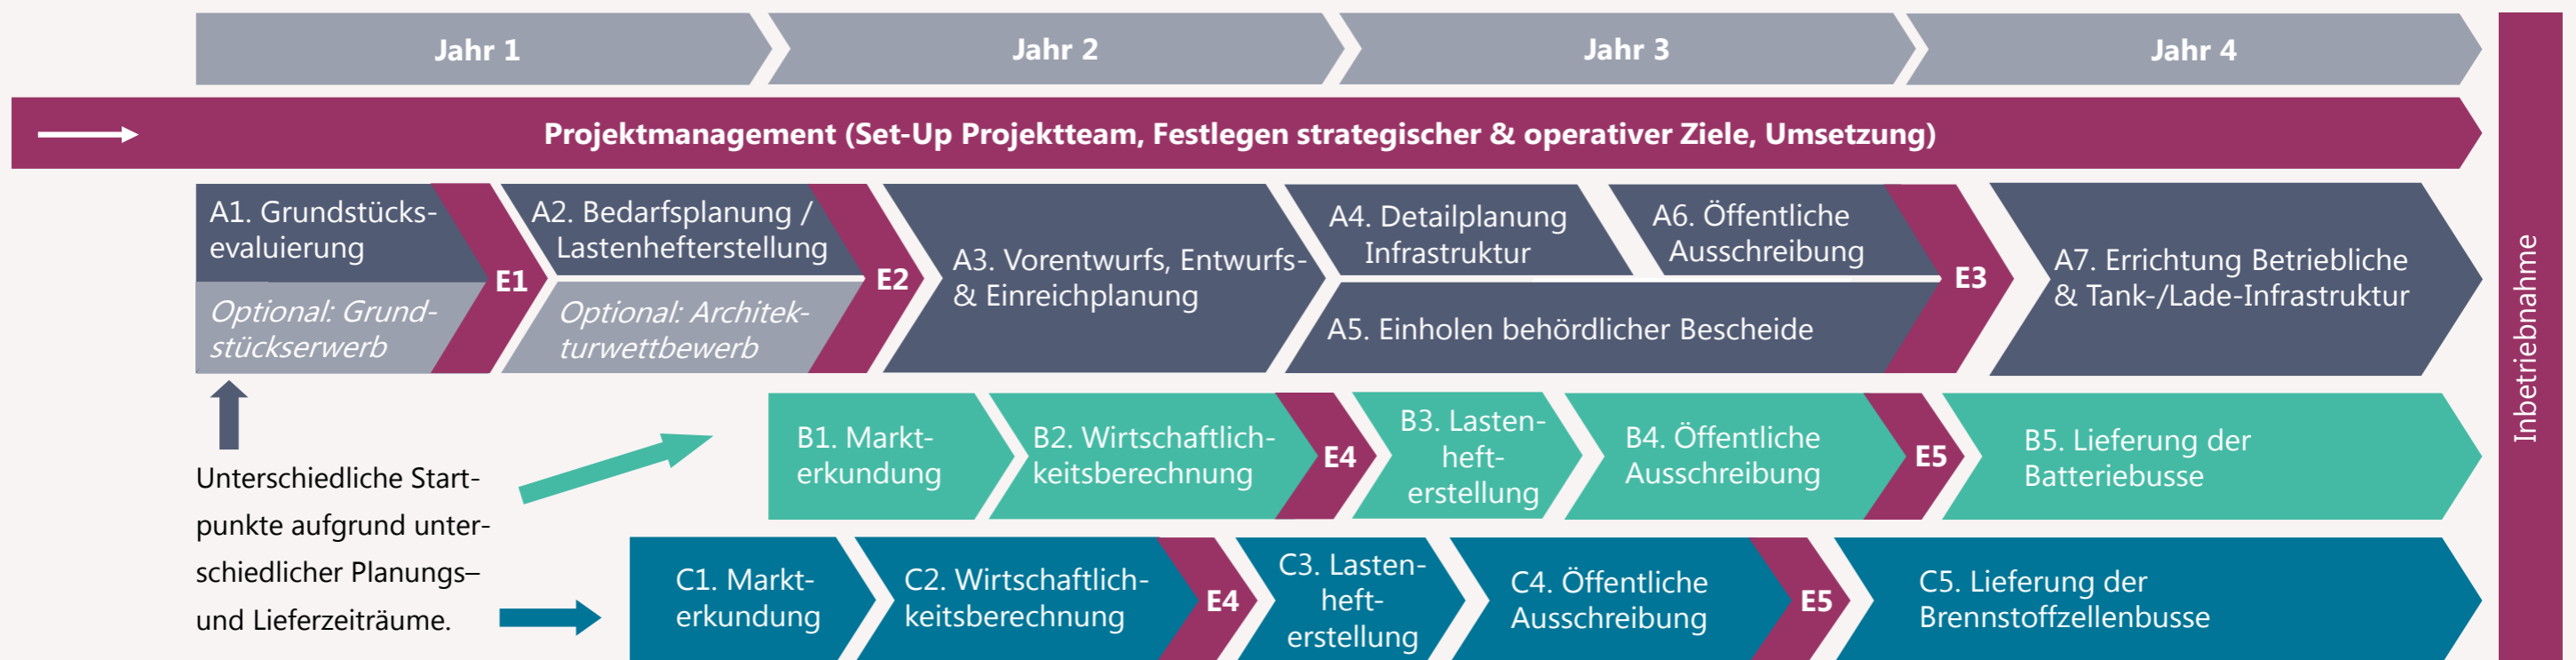 Jahr 1
Jahr 2
Jahr 3
Jahr 4
Projektmanagement (Set-Up Projektteam, Festlegen strategischer & operativer Ziele, Umsetzung)
A1. Grundstücks-
evaluierung
Optional: Grund-
stückserwerb
E1
A2. Bedarfsplanung /
Lastenhefterstellung
Optional: Architek-
turwettbewerb
E2
A3. Vorentwurfs, Entwurfs-
& Einreichplanung
A4. Detailplanung
Infrastruktur
A6. Öffentliche
Ausschreibung
A5. Einholen behördlicher Bescheide
E3
A7. Errichtung Betriebliche
& Tank-/Lade-Infrastruktur
Inbetriebnahme
Unterschiedliche Start-
punkte aufgrund unter-
schiedlicher Planungs–
und Lieferzeiträume.
B1. Markt-
erkundung
B2. Wirtschaftlich-
keitsberechnung
E4
B3. Lasten-
heft-
erstellung
B4. Öffentliche
Ausschreibung
E5
B5. Lieferung der
Batteriebusse
C1. Markt-
erkundung
C2. Wirtschaftlich-
keitsberechnung
E4
C3. Lasten-
heft-
erstellung
C4. Öffentliche
Ausschreibung
E5
C5. Lieferung der
Brennstoffzellenbusse